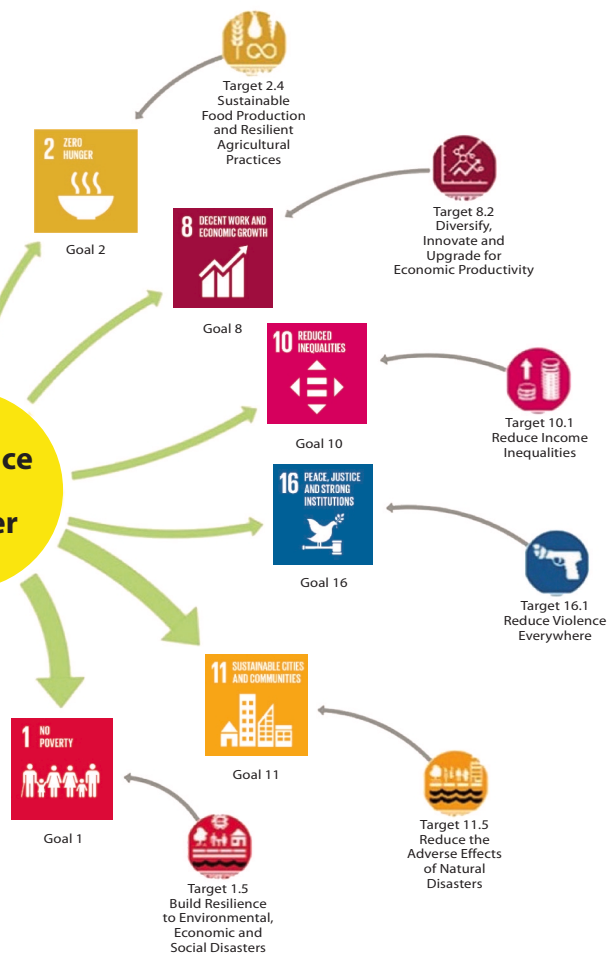 Target 2.4
Sustainable
Food Production
and Resilient
Agricultural
Practices
2 ZERO
HUNGER
Goal 2
Target 8.2
Diversify,
Innovate and
Upgrade for
Economic Productivity
8 DECENT WORK AND
ECONOMIC GROWTH
Goal 8
10 REDUCED
INEQUALITIES
Goal 10
Target 10.1
Reduce Income
Inequalities
16 PEACE, JUSTICE
AND STRONG
INSTITUTIONS
Goal 16
Target 16.1
Reduce Violence
Everywhere
11 SUSTAINABLE CITIES
AND COMMUNITIES
Goal 11
Target 11.5
Reduce the
Adverse Effects
of Natural
Disasters
1 NO
POVERTY
Goal 1
Target 1.5
Build Resilience
to Environmental,
Economic and
Social Disasters